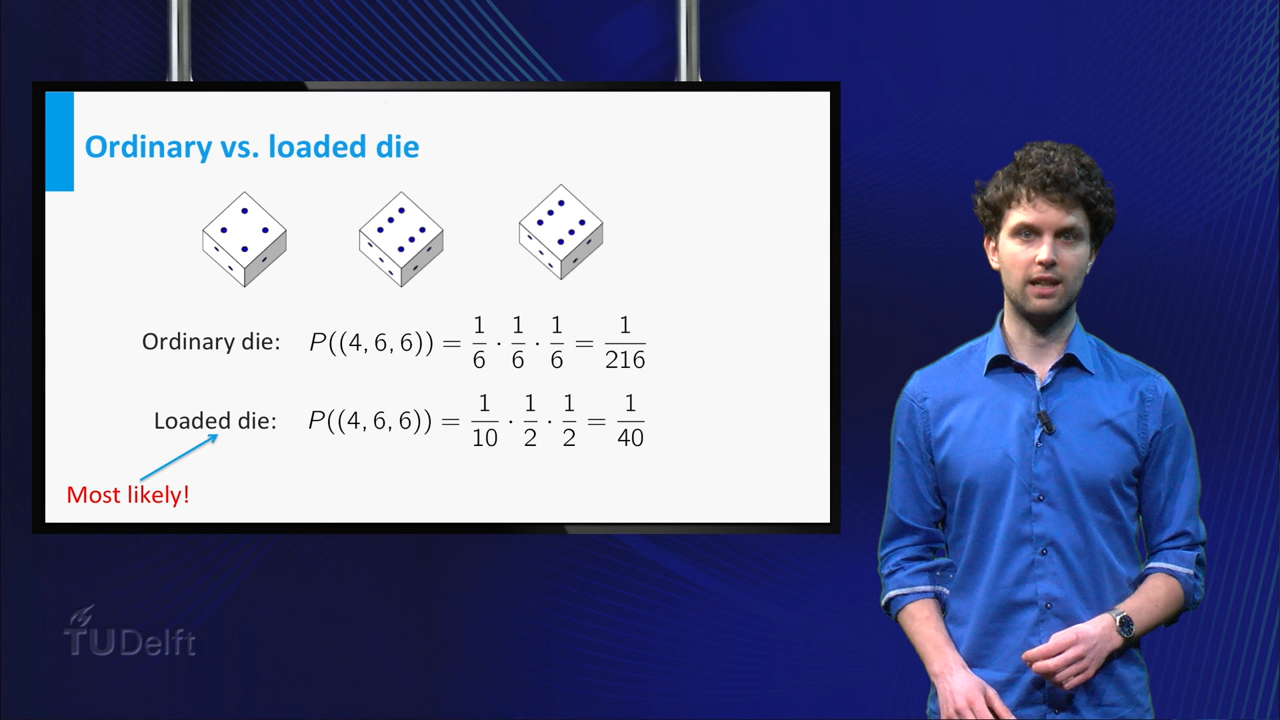 Ordinary vs. loaded die
Ordinary die: P((4, 6, 6)) = 1/6 · 1/6 · 1/6 = 1/216
Loaded die: P((4, 6, 6)) = 1/10 · 1/2 · 1/2 = 1/40
Most likely!
TUDelft